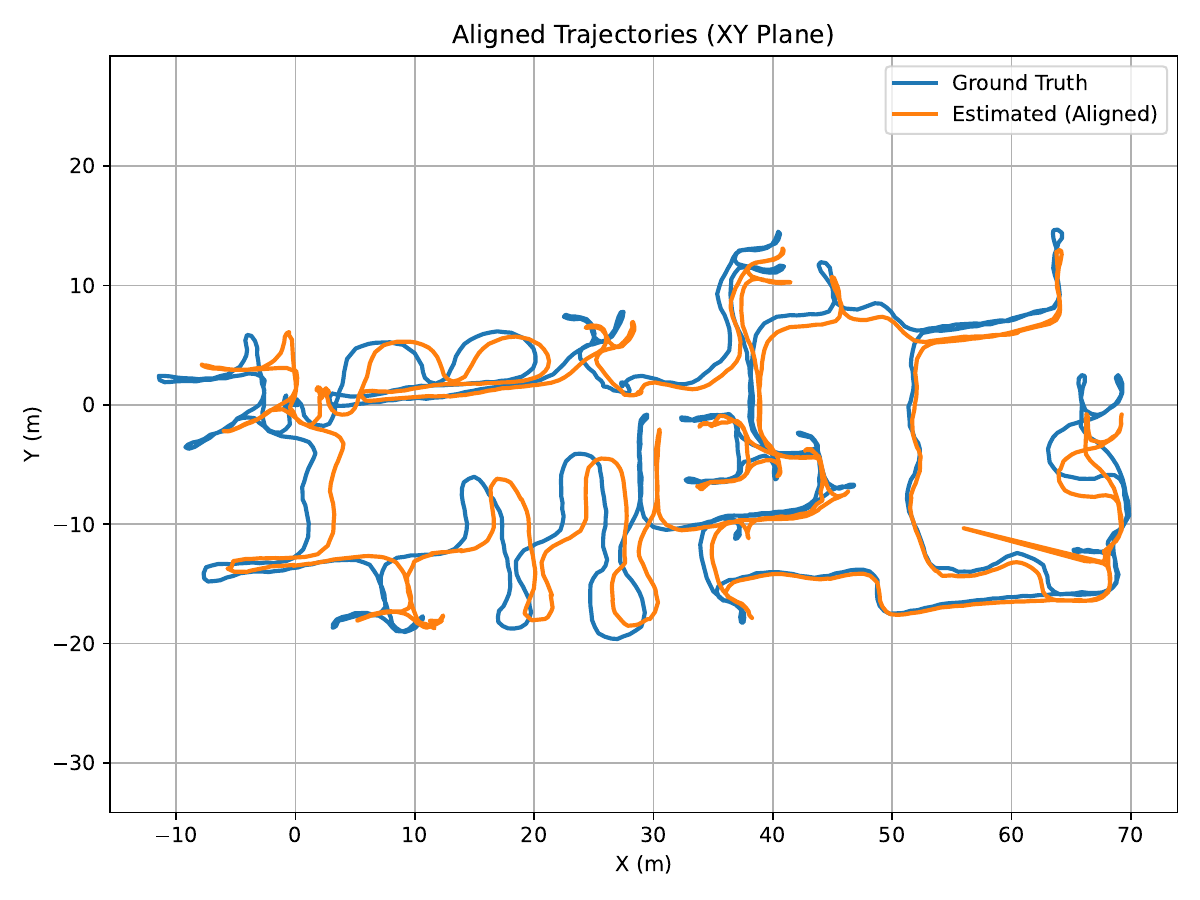 Aligned Trajectories (XY Plane)
Ground Truth
Estimated (Aligned)
Y (m)
20
10
0
−10
−20
−30
−10 0 10 20 30 40 50 60 70
X (m)